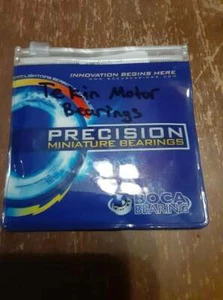 INNOVATION BEGINS HERE
Tekin Motor
Bearings
PRECISION
MINIATURE BEARINGS
BOCA
BEARING